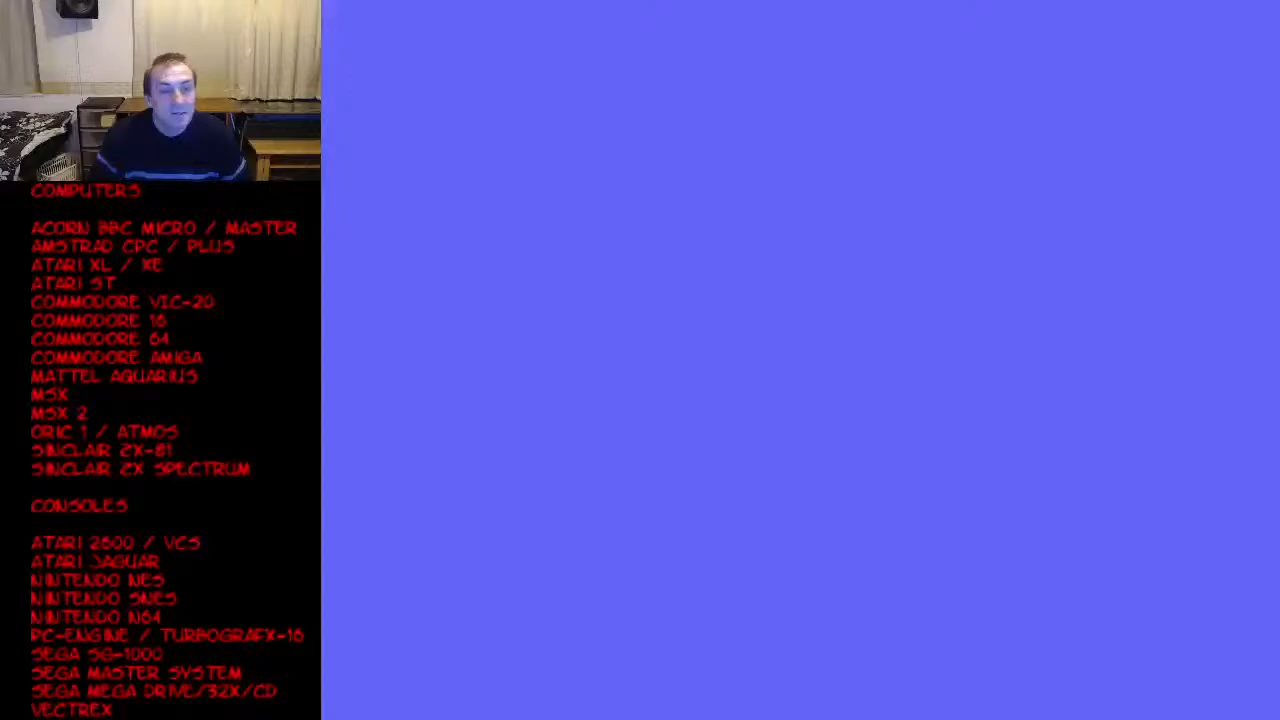 COMPUTERS
ACORN BBC MICRO / MASTER
AMSTRAD CPC / PLUS
ATARI XL / XE
ATARI ST
COMMODORE VIC-20
COMMODORE 16
COMMODORE 64
COMMODORE AMIGA
MATTEL AQUARIUS
MSX
MSX 2
ORIC 1 / ATMOS
SINCLAIR ZX-81
SINCLAIR ZX SPECTRUM
CONSOLES
ATARI 2600 / VCS
ATARI JAGUAR
NINTENDO NES
NINTENDO SNES
NINTENDO N64
PC-ENGINE / TURBOGRAFX-16
SEGA SG-1000
SEGA MASTER SYSTEM
SEGA MEGA DRIVE/32X/CD
VECTREX